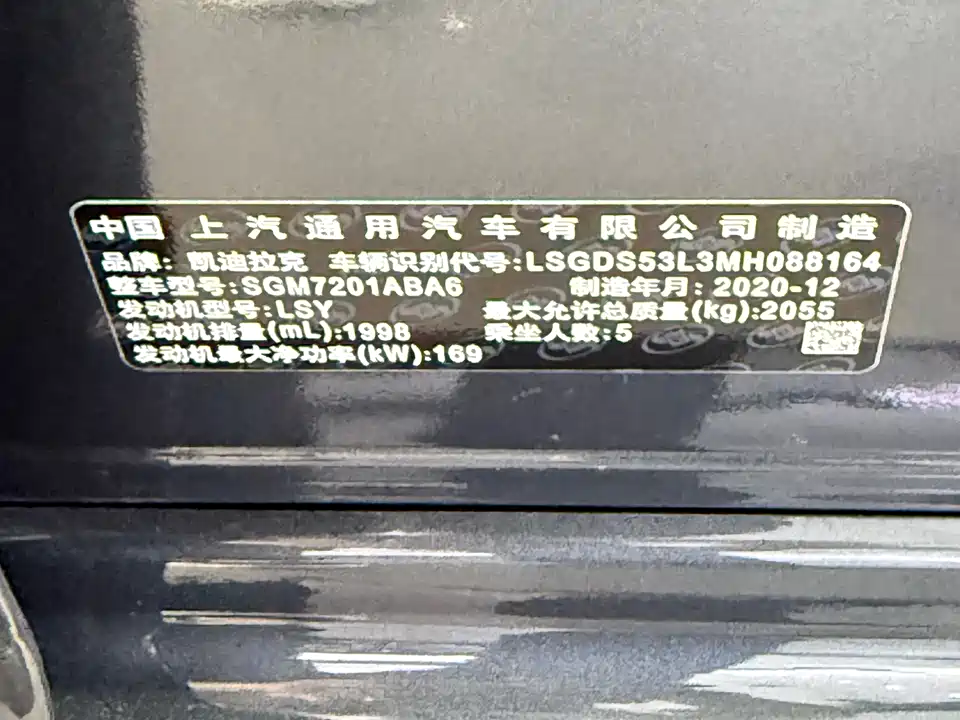 中国 上汽通用汽车有限公司制造
品牌: 凯迪拉克 车辆识别代号:LSGDS53L3MH088164
整车型号:SGM7201ABA6 制造年月: 2020-12
发动机型号:LSY 最大允许总质量(kg):2055
发动机排量(mL):1998 乘坐人数:5
发动机最大净功率(kW):169